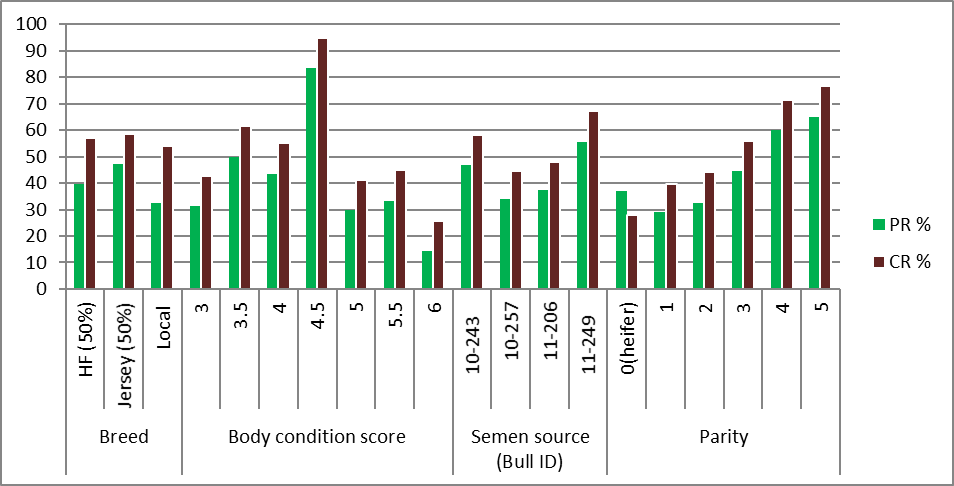 100
90
80
70
60
50
40
30
20
10
0
HF ( 50%)
Jersey (50%)
Local
3
3.5
4
4.5
5
5.5
6
10-243
10-257
11-206
11-249
0(heifer)
1
2
3
4
5
Breed
Body condition score
Semen source
(Bull ID)
Parity
PR %
CR %